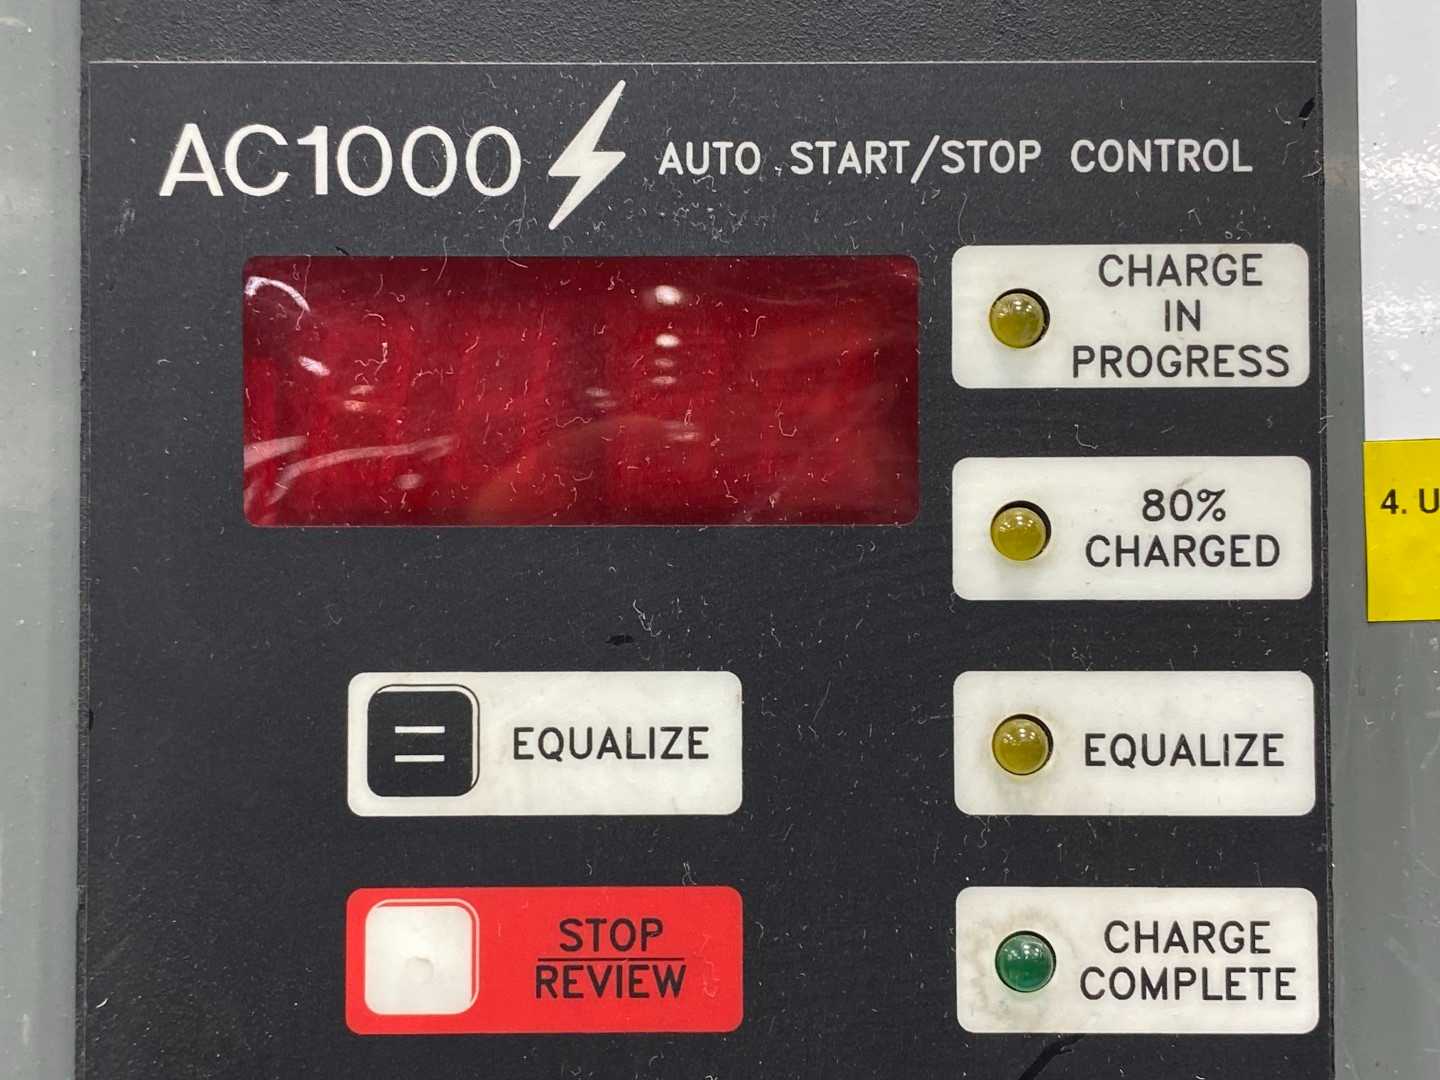 AC1000 AUTO START/STOP CONTROL
CHARGE
IN
PROGRESS
80%
CHARGED
EQUALIZE
EQUALIZE
STOP
REVIEW
CHARGE
COMPLETE
4. U